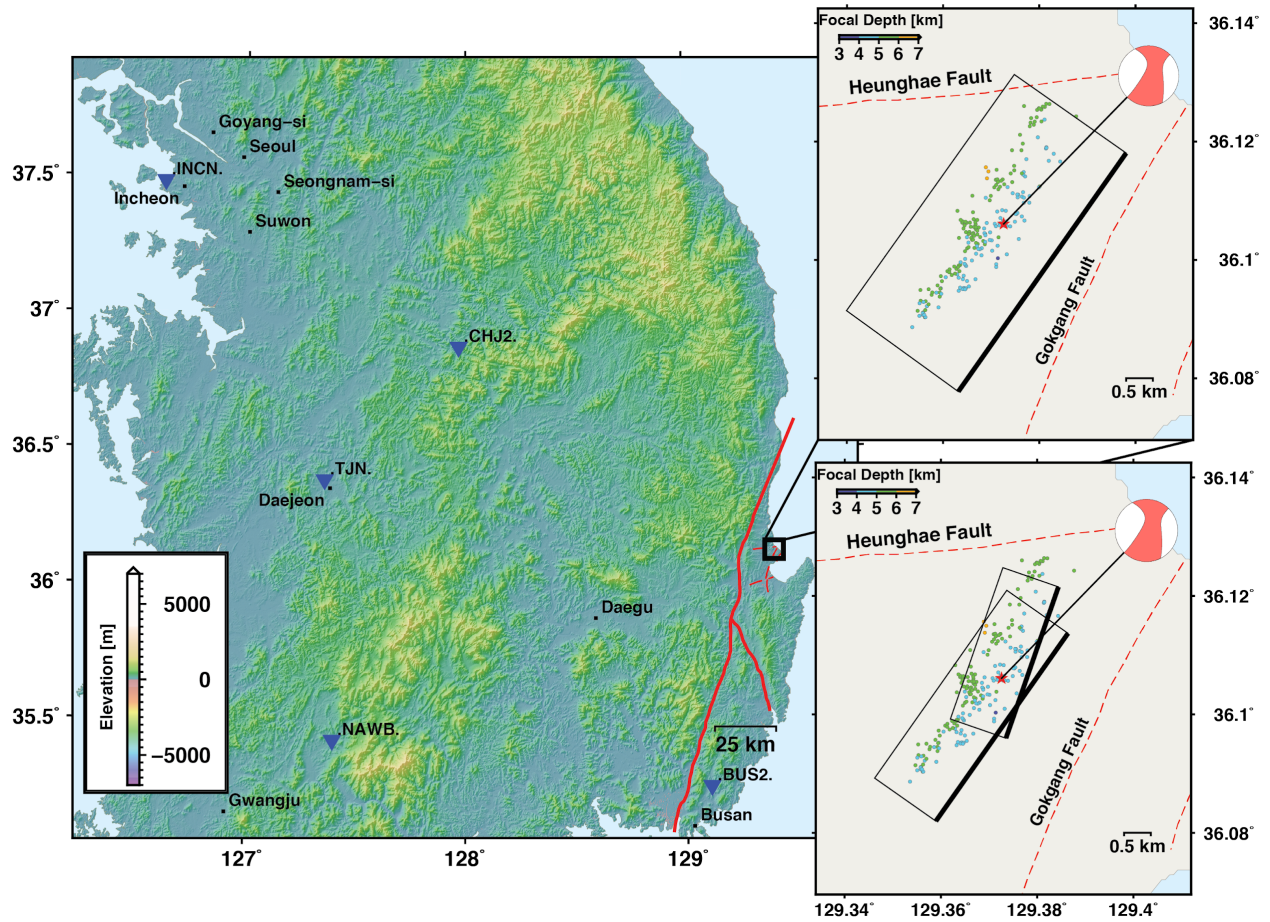 Goyang–si
Seoul
.INCN.
Seongnam–si
Incheon
Suwon
.CHJ2.
.TJN.
Daejeon
Daegu
.NAWB.
25 km
.BUS2.
Gwangju
Busan
37.5°
37°
36.5°
36°
35.5°
127°
128°
129°
Elevation [m]
5000
0
–5000
Focal Depth [km]
3 4 5 6 7
Heunghae Fault
Gokgang Fault
0.5 km
36.14°
36.12°
36.1°
36.08°
Focal Depth [km]
3 4 5 6 7
Heunghae Fault
Gokgang Fault
0.5 km
36.14°
36.12°
36.1°
36.08°
129.34°
129.36°
129.38°
129.4°